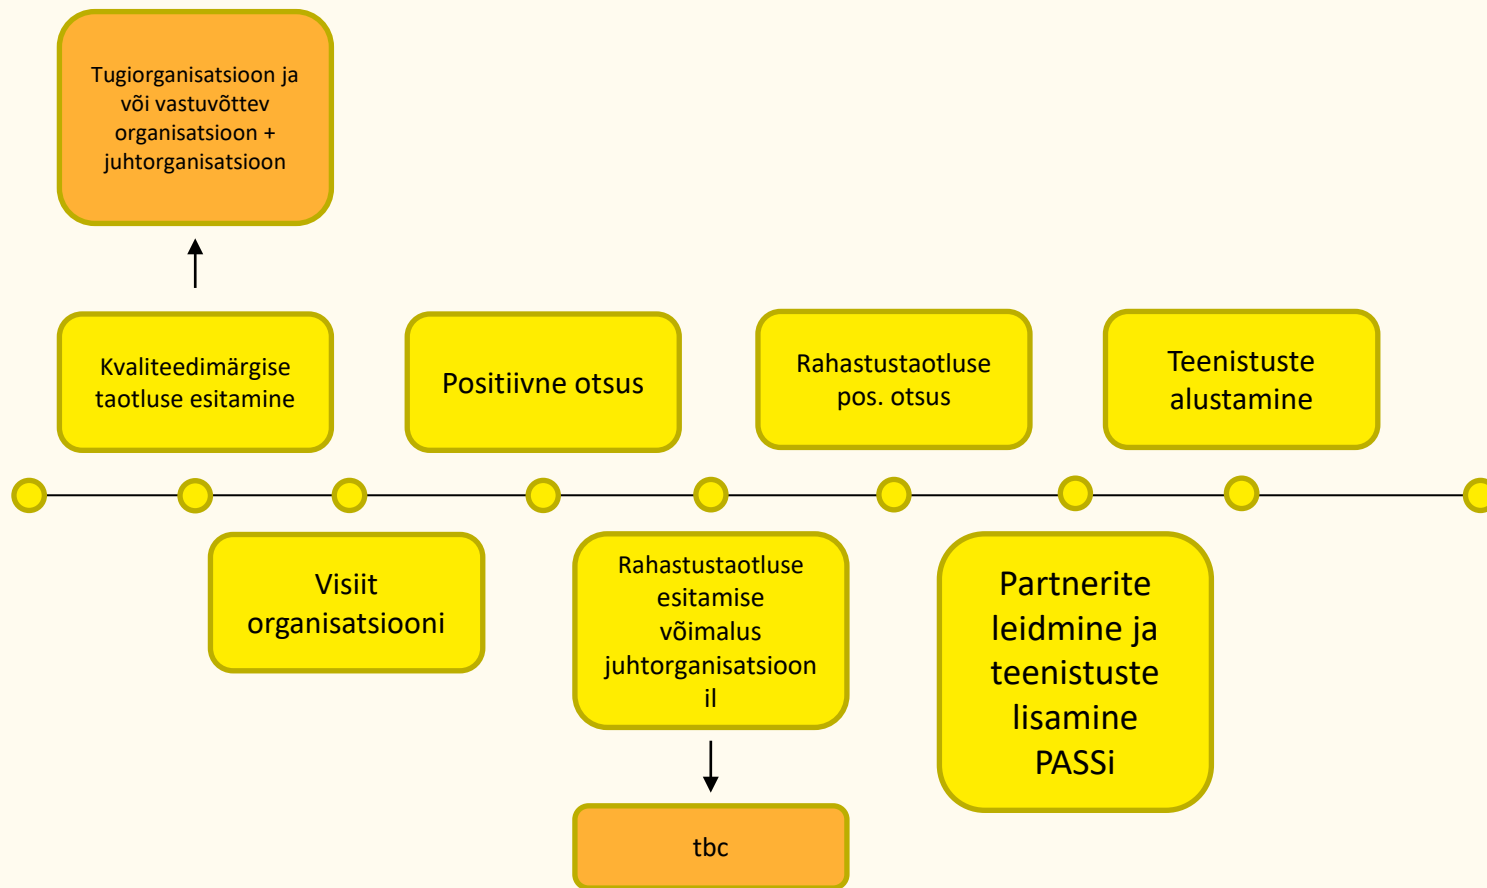 Tugiorganisatsioon ja
või vastuvõttev
organisatsioon +
juhtorganisatsioon
Kvaliteedimärgise
taotluse esitamine
Positiivne otsus
Rahastustaotluse
pos. otsus
Teenistuste
alustamine
Visiit
organisatsiooni
Rahastustaotluse
esitamise
võimalus
juhtorganisatsioon
il
Partnerite
leidmine ja
teenistuste
lisamine
PASSi
tbc